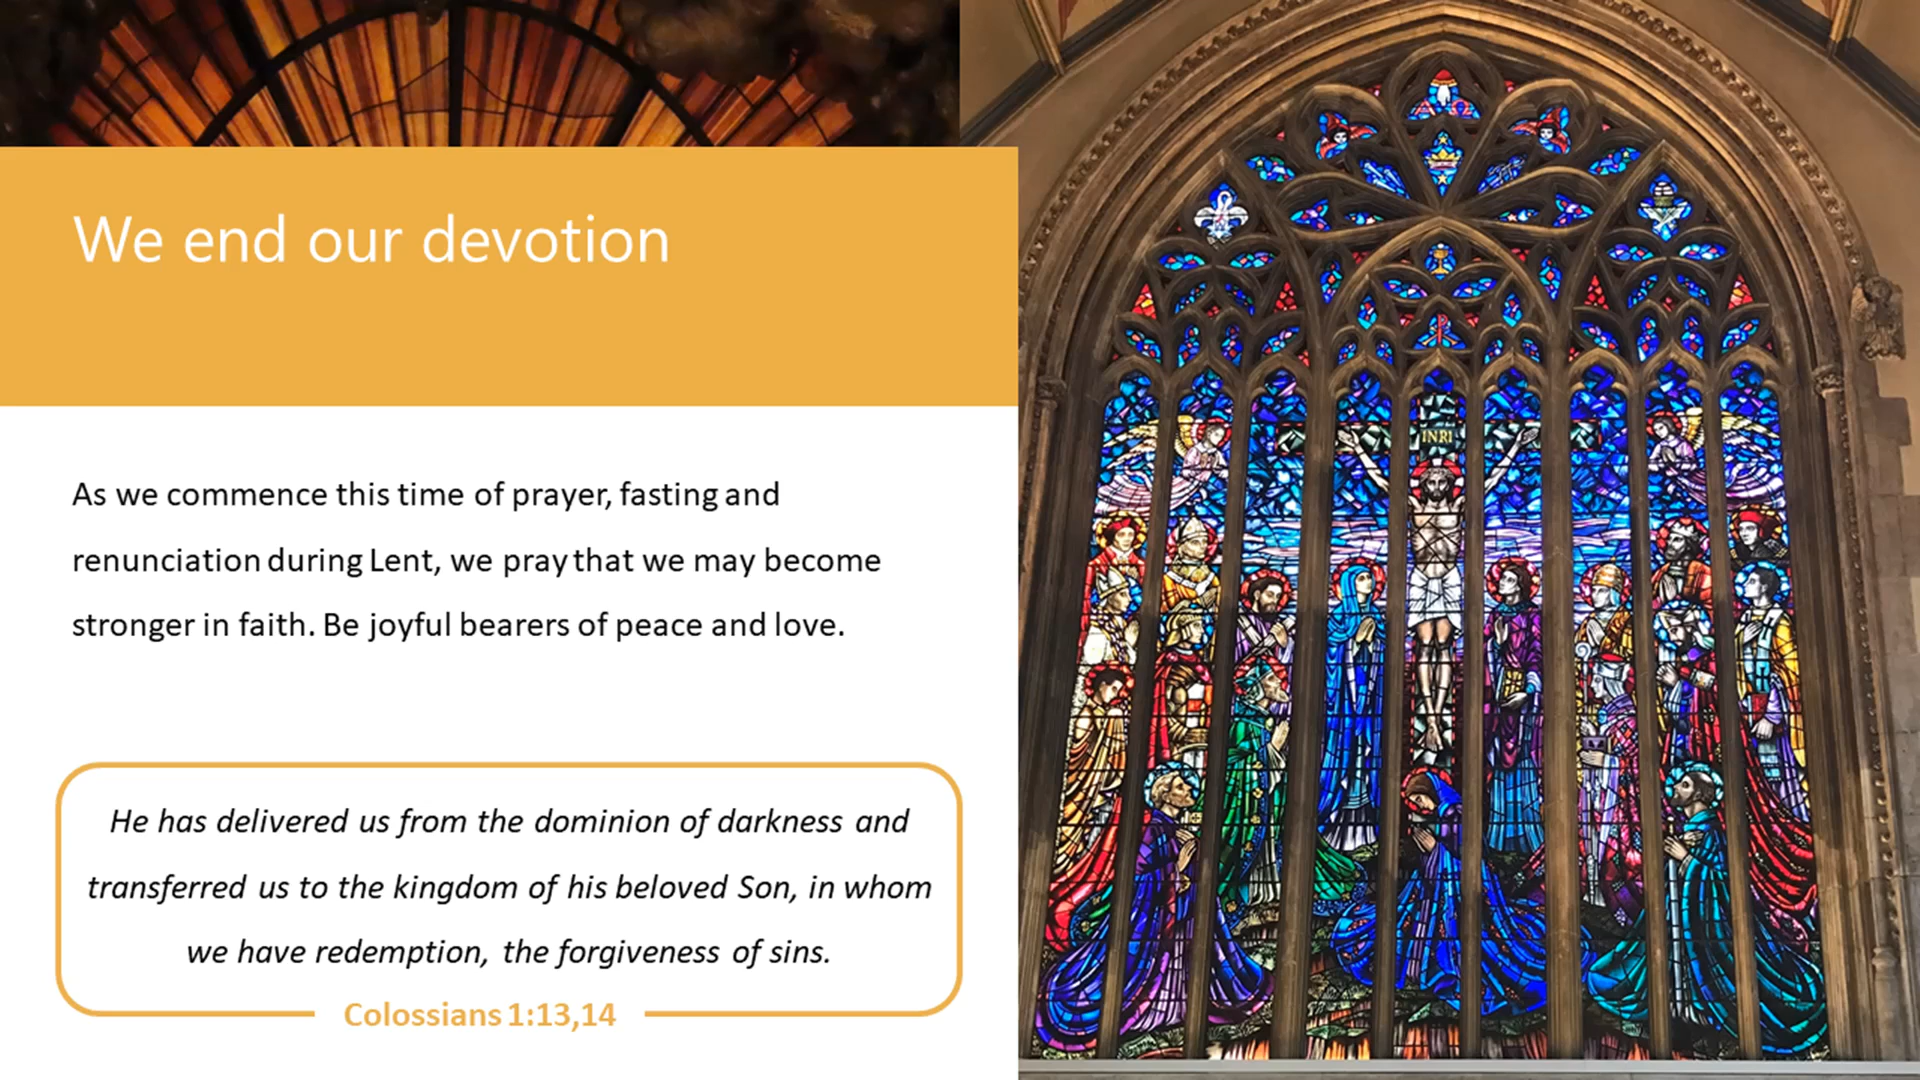 We end our devotion
As we commence this time of prayer, fasting and
renunciation during Lent, we pray that we may become
stronger in faith. Be joyful bearers of peace and love.
He has delivered us from the dominion of darkness and
transferred us to the kingdom of his beloved Son, in whom
we have redemption, the forgiveness of sins.
Colossians 1:13,14
INRI